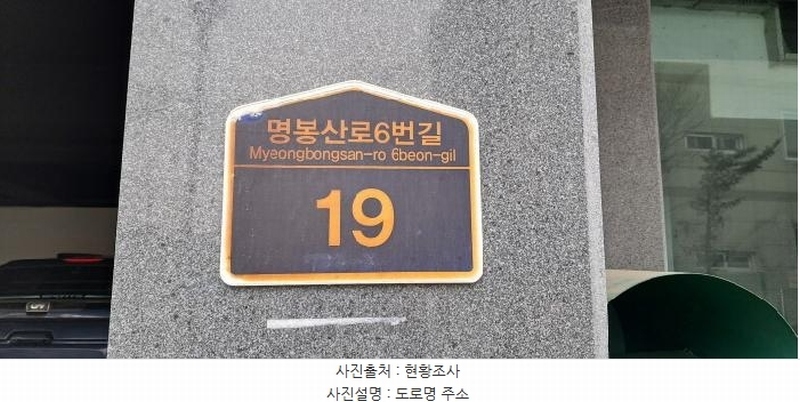 명봉산로6번길
Myeongbongsan-ro 6beon-gil
19
사진출처 : 현황조사
사진설명 : 도로명 주소